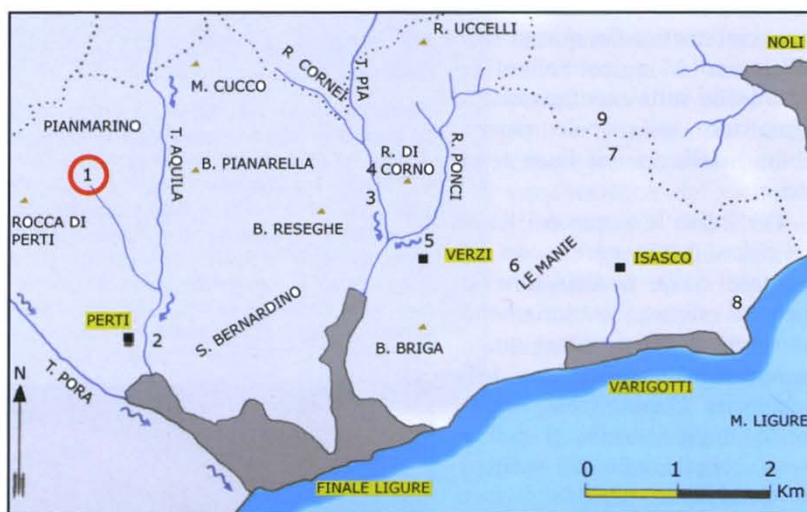 R. UCCELLI
NOLI
R. CORNEI
T. PIA
M. CUCCO
PIANMARINO
T. AQUILA
R. PONCI
9
7
B. PIANARELLA
R. DI
CORNO
4
1
3
ROCCA DI
PERTI
B. RESEGHE
5
VERZI
6
LE MANIE
ISASCO
8
S. BERNARDINO
PERTI
2
B. BRIGA
T. PORA
N
VARIGOTTI
M. LIGURE
FINALE LIGURE
0 1 2
Km